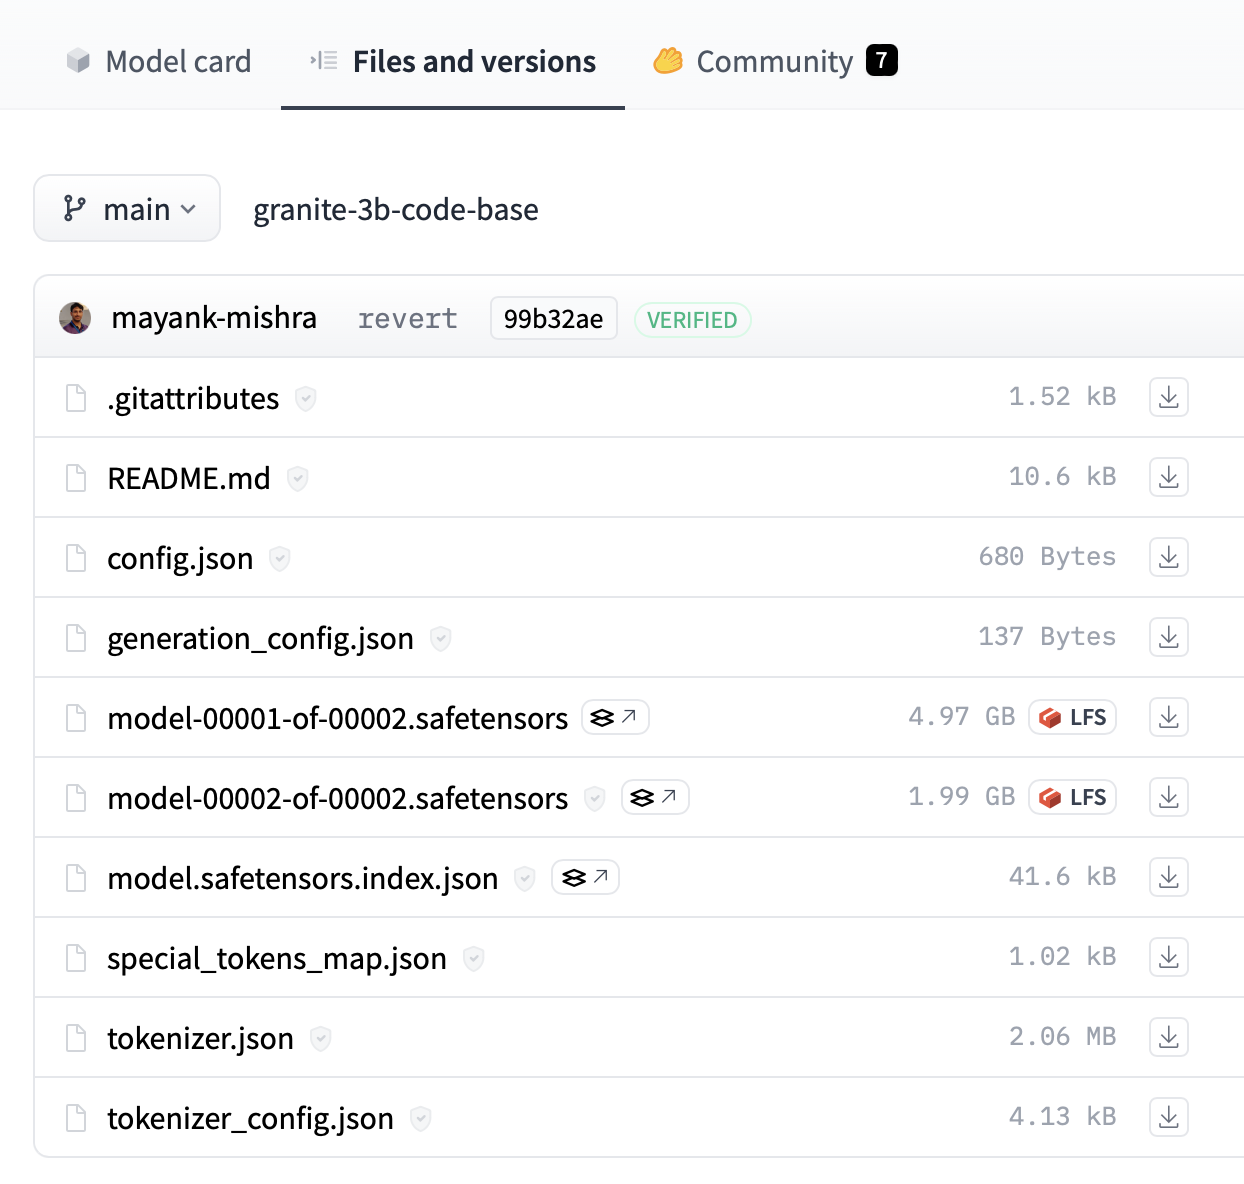 Model card Files and versions Community 7
main granite-3b-code-base
mayank-mishra revert 99b32ae VERIFIED
.gitattributes 1.52 kB
README.md 10.6 kB
config.json 680 Bytes
generation_config.json 137 Bytes
model-00001-of-00002.safetensors 4.97 GB LFS
model-00002-of-00002.safetensors 1.99 GB LFS
model.safetensors.index.json 41.6 kB
special_tokens_map.json 1.02 kB
tokenizer.json 2.06 MB
tokenizer_config.json 4.13 kB